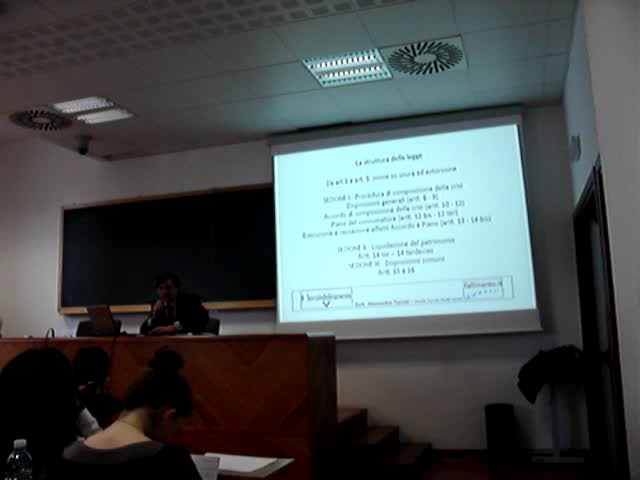 La struttura della legge
Da art.1 a art. 5: norme su usura ed estorsione
SEZIONE I - Procedura di composizione della crisi
Disposizioni generali (artt. 6 - 9)
Accordo di composizione della crisi (artt. 10 - 12)
Piano del consumatore (artt. 12 bis - 12 ter)
Esecuzione e cessazione effetti Accordo e Piano (artt. 13 - 14 bis)
SEZIONE II - Liquidazione del patrimonio
Artt. 14 ter - 14 terdecies
SEZIONE III - Disposizioni comuni
Artt. 15 e 16
Dott.